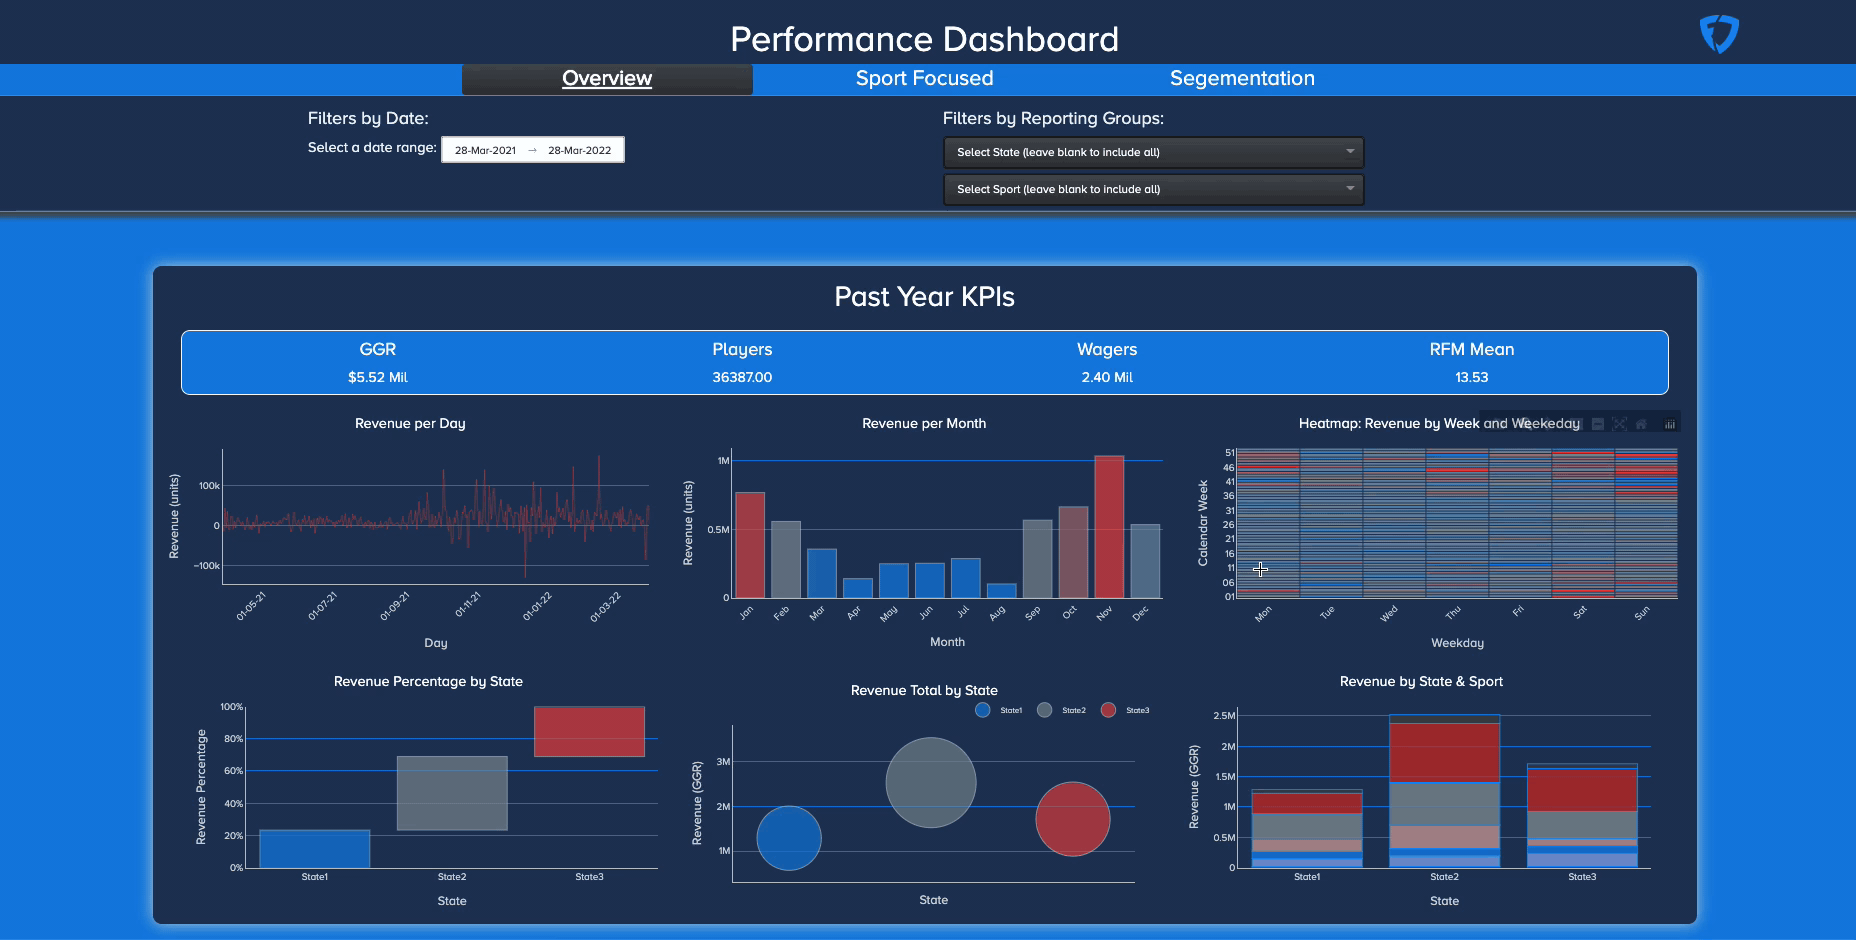 Performance Dashboard
Overview Sport Focused Segementation
Filters by Date:
Select a date range: 28-Mar-2021 → 28-Mar-2022
Filters by Reporting Groups:
Select State (leave blank to include all)
Select Sport (leave blank to include all)
Past Year KPIs
GGR Players Wagers RFM Mean
$5.52 Mil 36387.00 2.40 Mil 13.53
Revenue per Day
Revenue (units)
100k
0
−100k
01-05-21 01-07-21 01-09-21 01-11-21 01-01-22 01-03-22
Day
Revenue per Month
Revenue (units)
1M
0.5M
0
Jan Feb Mar Apr May Jun Jul Aug Sep Oct Nov Dec
Month
Heatmap: Revenue by Week and Weekeday
Calendar Week
51
46
41
36
31
26
21
16
11
06
01
Mon Tue Wed Thu Fri Sat Sun
Weekday
Revenue Percentage by State
Revenue Percentage
100%
80%
60%
40%
20%
0%
State1 State2 State3
State
Revenue Total by State
State1 State2 State3
Revenue (GGR)
3M
2M
1M
State
Revenue by State & Sport
Revenue (GGR)
2.5M
2M
1.5M
1M
0.5M
0
State1 State2 State3
State